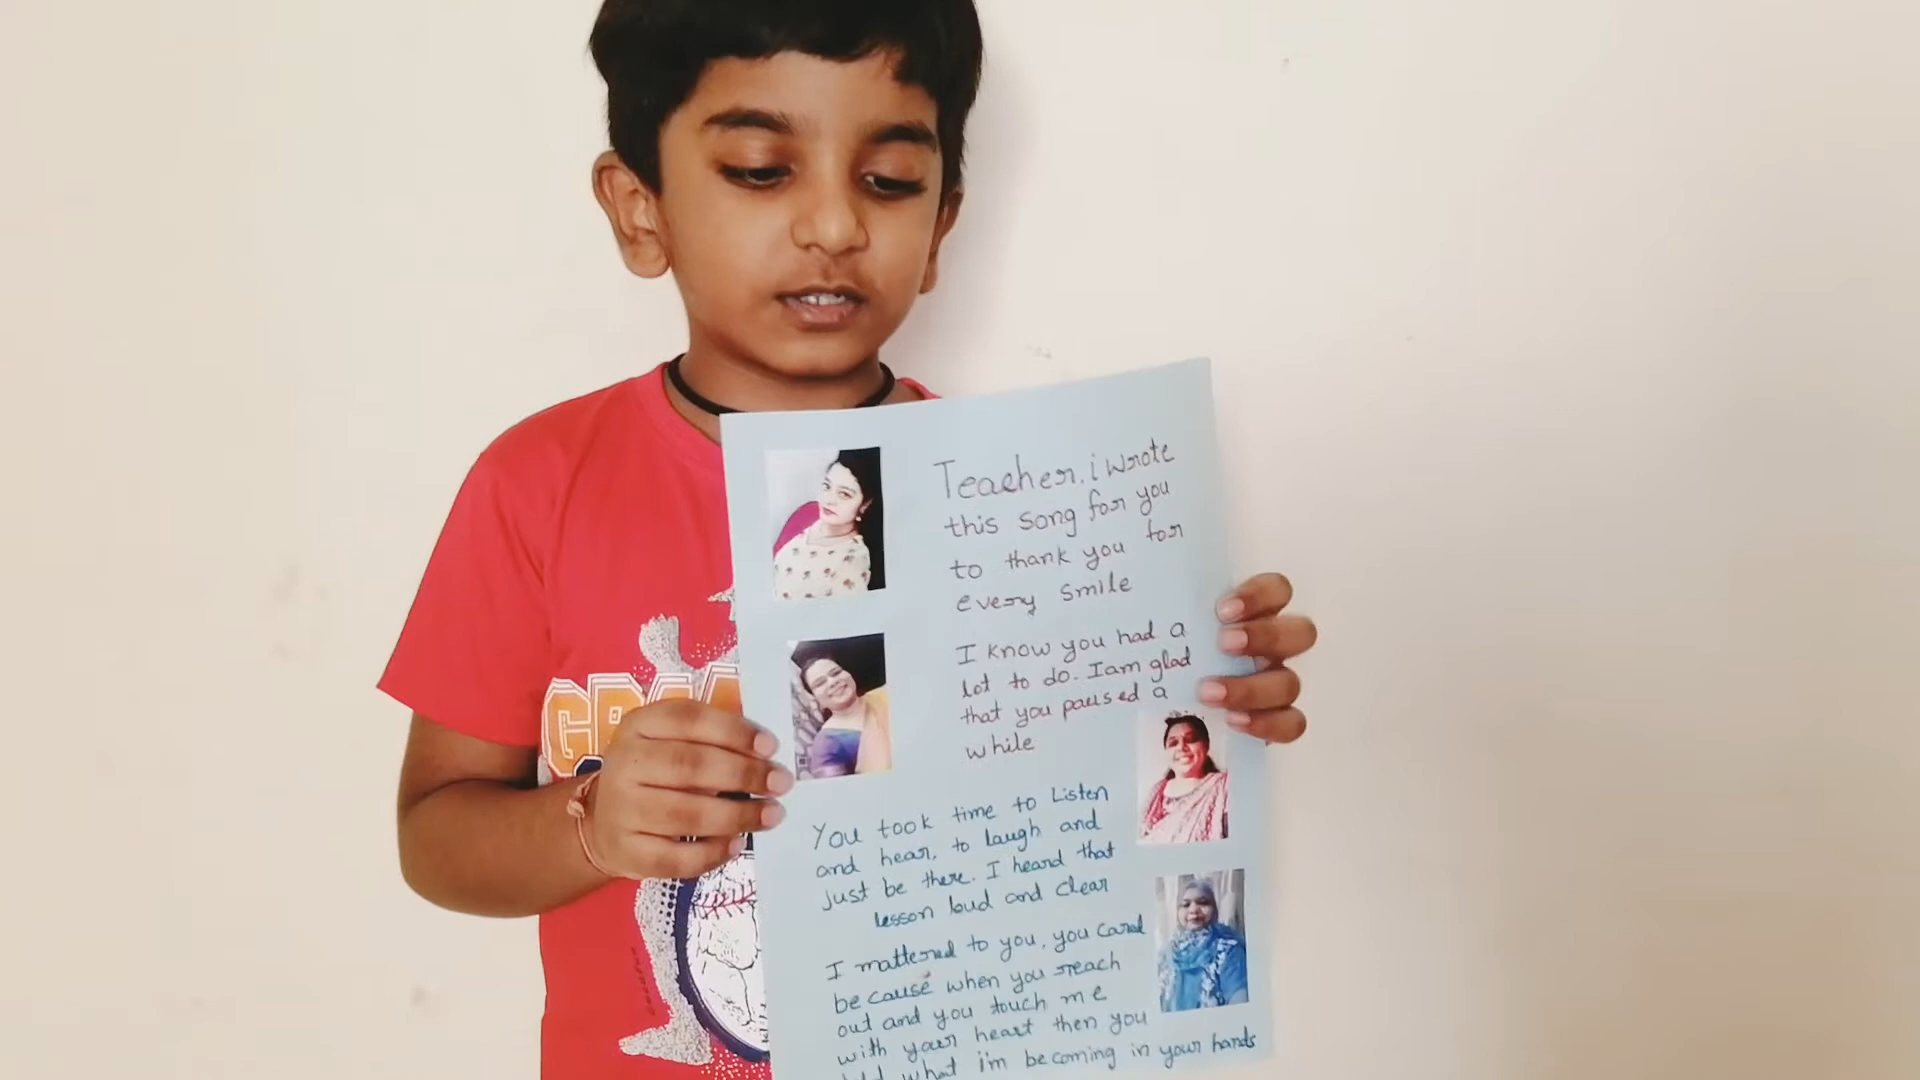 Teacher, i wrote
this song for you
to thank you for
every smile
I know you had a
lot to do. I am glad
that you paused a
while
You took time to Listen
and hear, to laugh and
just be there. I heard that
lesson loud and clear
I mattered to you, you cared
because when you reach
out and you touch me
with your heart then you
what i'm becoming in your hands